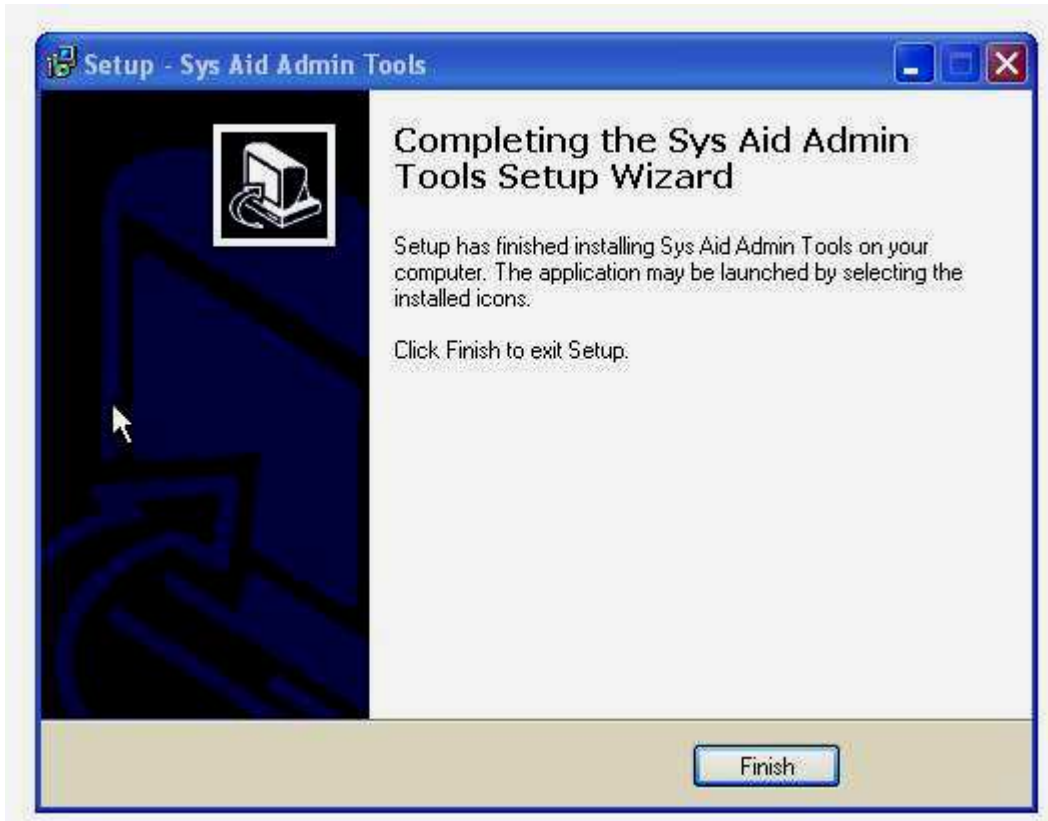 Setup - Sys Aid Admin Tools
Completing the Sys Aid Admin
Tools Setup Wizard
Setup has finished installing Sys Aid Admin Tools on your
computer. The application may be launched by selecting the
installed icons.
Click Finish to exit Setup.
Finish